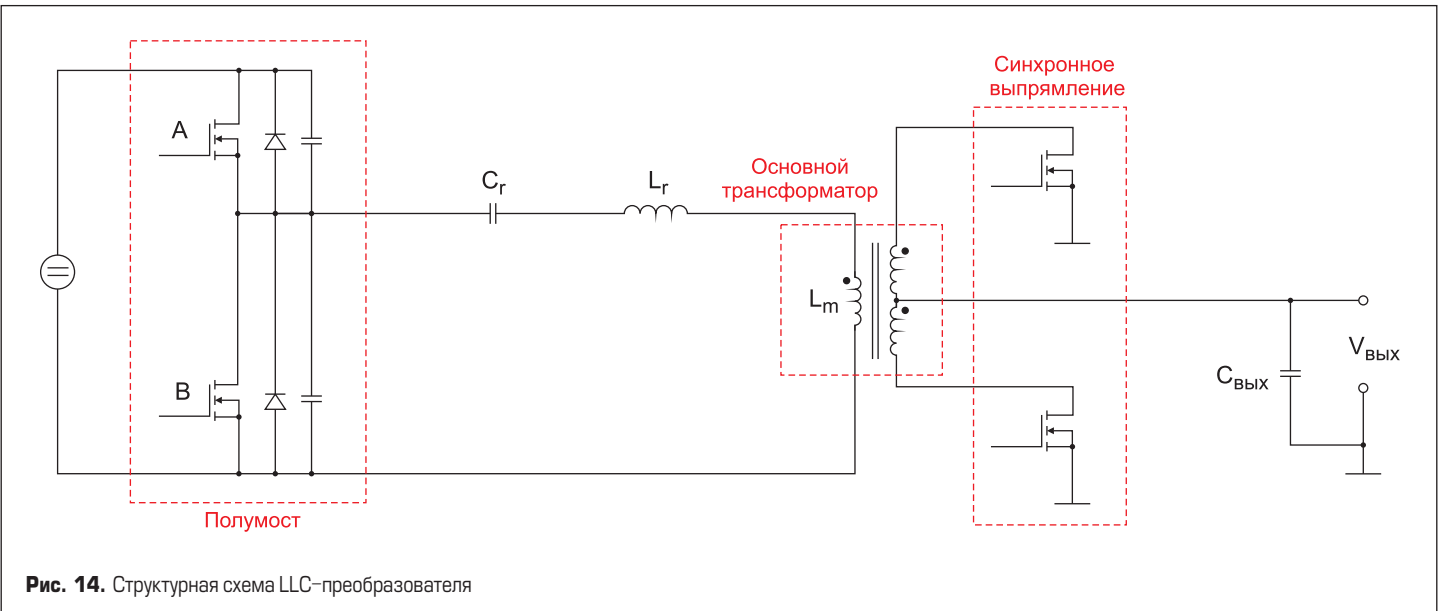 Синхронное
выпрямление
A
Основной
трансформатор
Cr
Lr
Lm
Vвых
Cвых
B
Полумост
Рис. 14. Структурная схема LLC-преобразователя